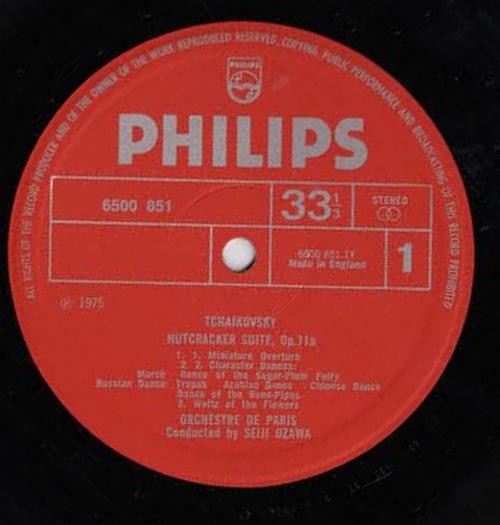 ALL RIGHTS OF THE RECORD PRODUCER AND OF THE OWNER OF THE WORK REPRODUCED RESERVED. COPYING, PUBLIC PERFORMANCE AND BROADCASTING OF THIS RECORD PROHIBITED
PHILIPS
PHILIPS
6500 851
33 1/3
STEREO
6500 851.1Y
Made in England
1
℗ 1975
TCHAIKOVSKY
NUTCRACKER SUITE, Op.71a
1. 1. Miniature Overture
2. 2. Character Dances:
March Dance of the Sugar-Plum Fairy
Russian Dance: Trepak Arabian Dance Chinese Dance
Dance of the Reed-Pipes
3. Waltz of the Flowers
ORCHESTRE DE PARIS
Conducted by SEIJI OZAWA